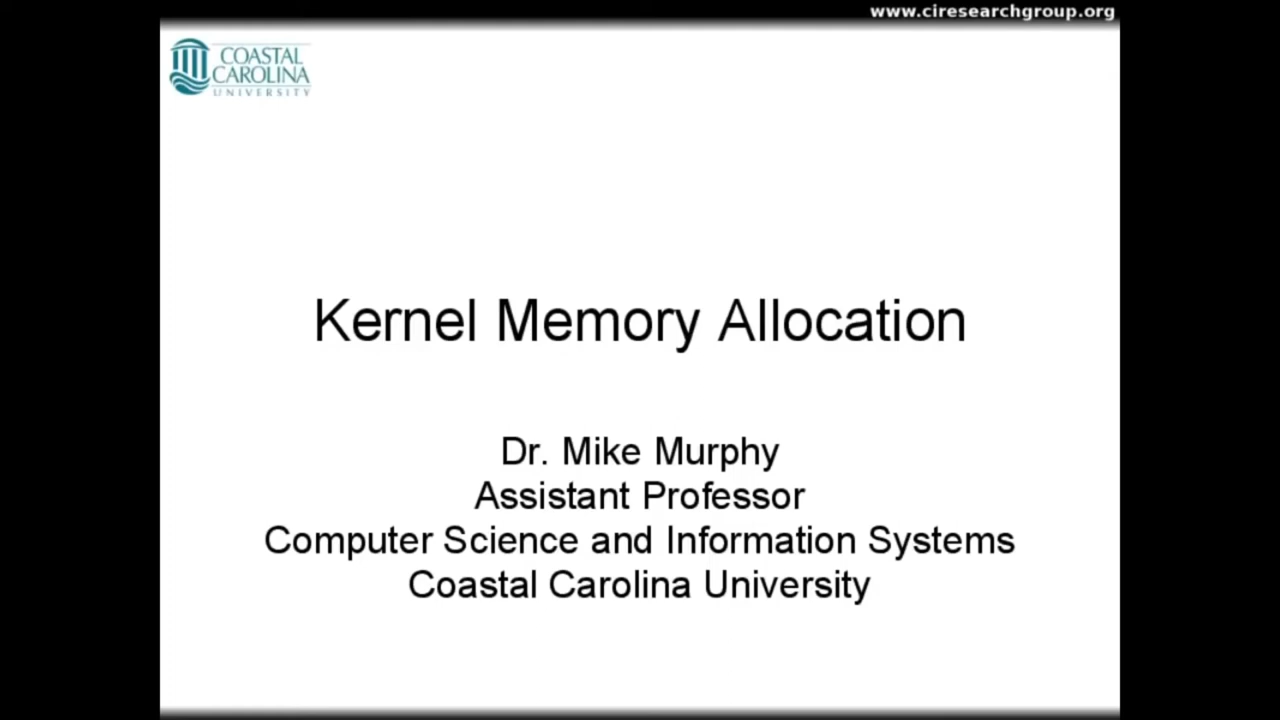 www.ciresearchgroup.org
COASTAL
CAROLINA
UNIVERSITY
Kernel Memory Allocation
Dr. Mike Murphy
Assistant Professor
Computer Science and Information Systems
Coastal Carolina University